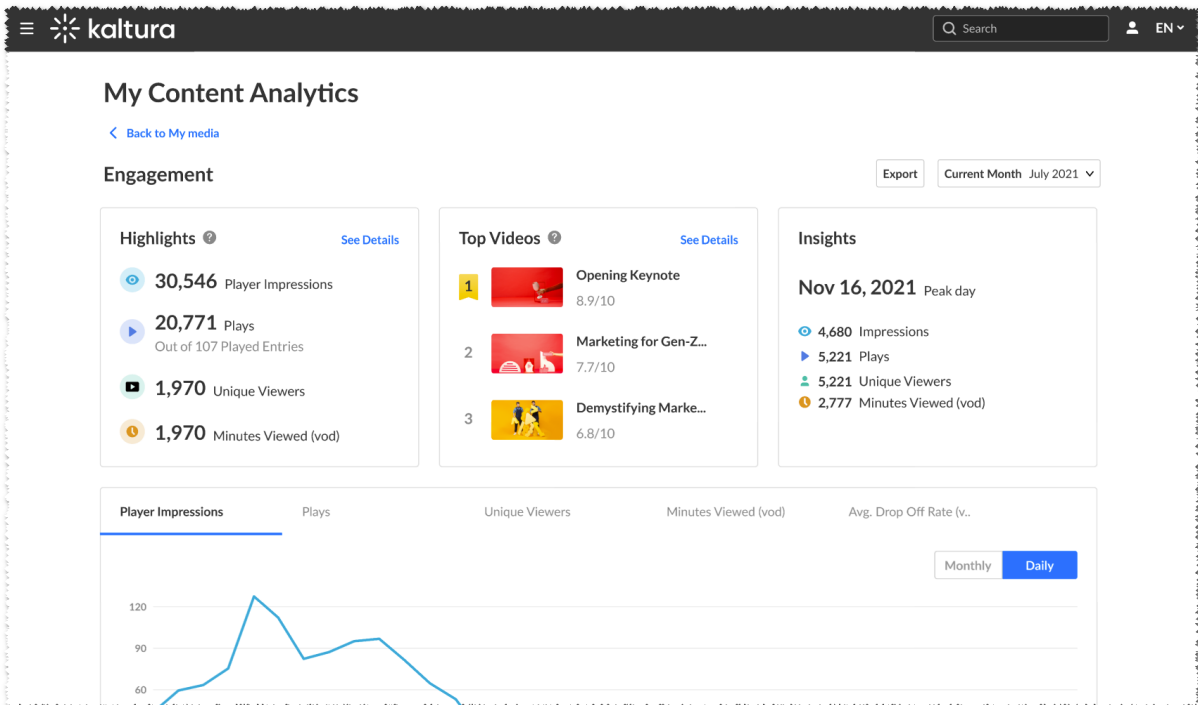 kaltura
Search
EN
My Content Analytics
Back to My media
Engagement
Export
Current Month July 2021
Highlights ?
See Details
30,546 Player Impressions
20,771 Plays
Out of 107 Played Entries
1,970 Unique Viewers
1,970 Minutes Viewed (vod)
Top Videos ?
See Details
1
Opening Keynote
8.9/10
2
Marketing for Gen-Z...
7.7/10
3
Demystifying Marke...
6.8/10
Insights
Nov 16, 2021 Peak day
4,680 Impressions
5,221 Plays
5,221 Unique Viewers
2,777 Minutes Viewed (vod)
Player Impressions
Plays
Unique Viewers
Minutes Viewed (vod)
Avg. Drop Off Rate (v..
Monthly
Daily
120
90
60